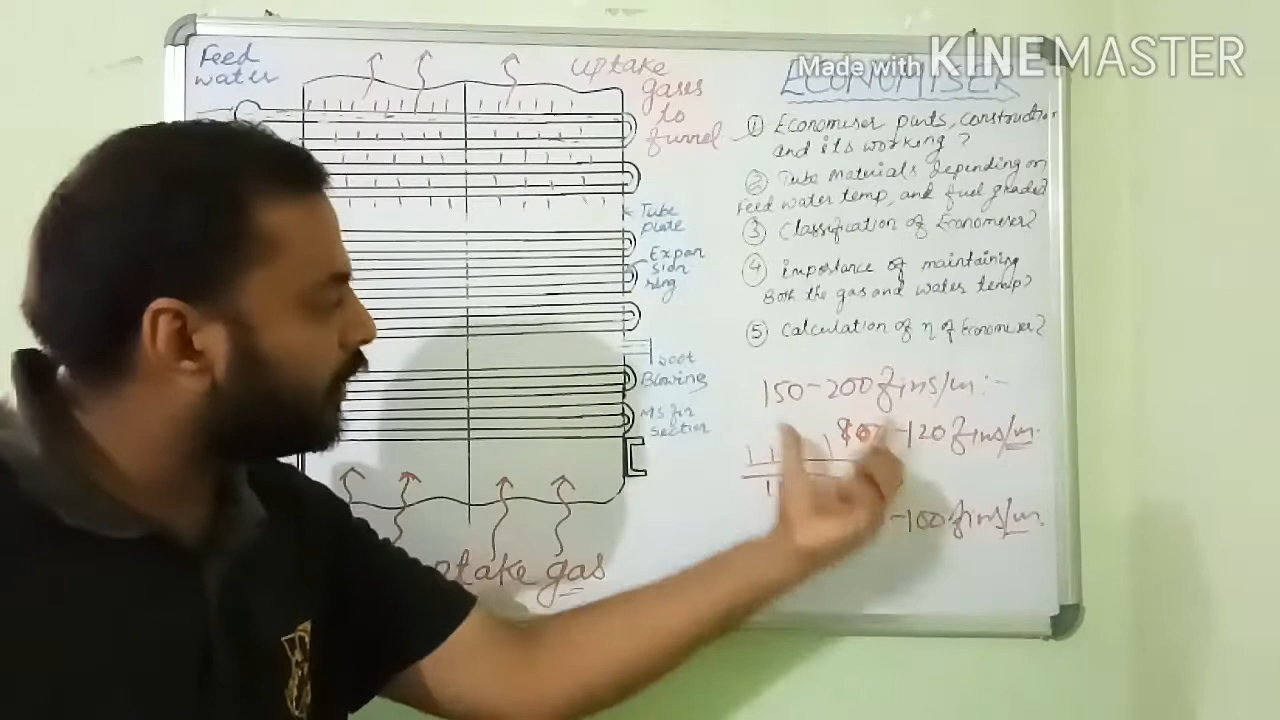 Feed
water
uptake
gases
to
funnel
Tube
plate
Expan
sion
ring
soot
Blowing
MS fin
section
uptake gas
Made with KINEMASTER
ECONOMISER
① Economiser parts, construction
and its working?
② Tube materials depending on
Feed water temp, and fuel grades?
③ Classification of Economiser?
④ importance of maintaining
Both the gas and water temp?
⑤ Calculation of η of Economiser?
150-200 fins/m:-
80-120 fins/m.
-100 fins/m.